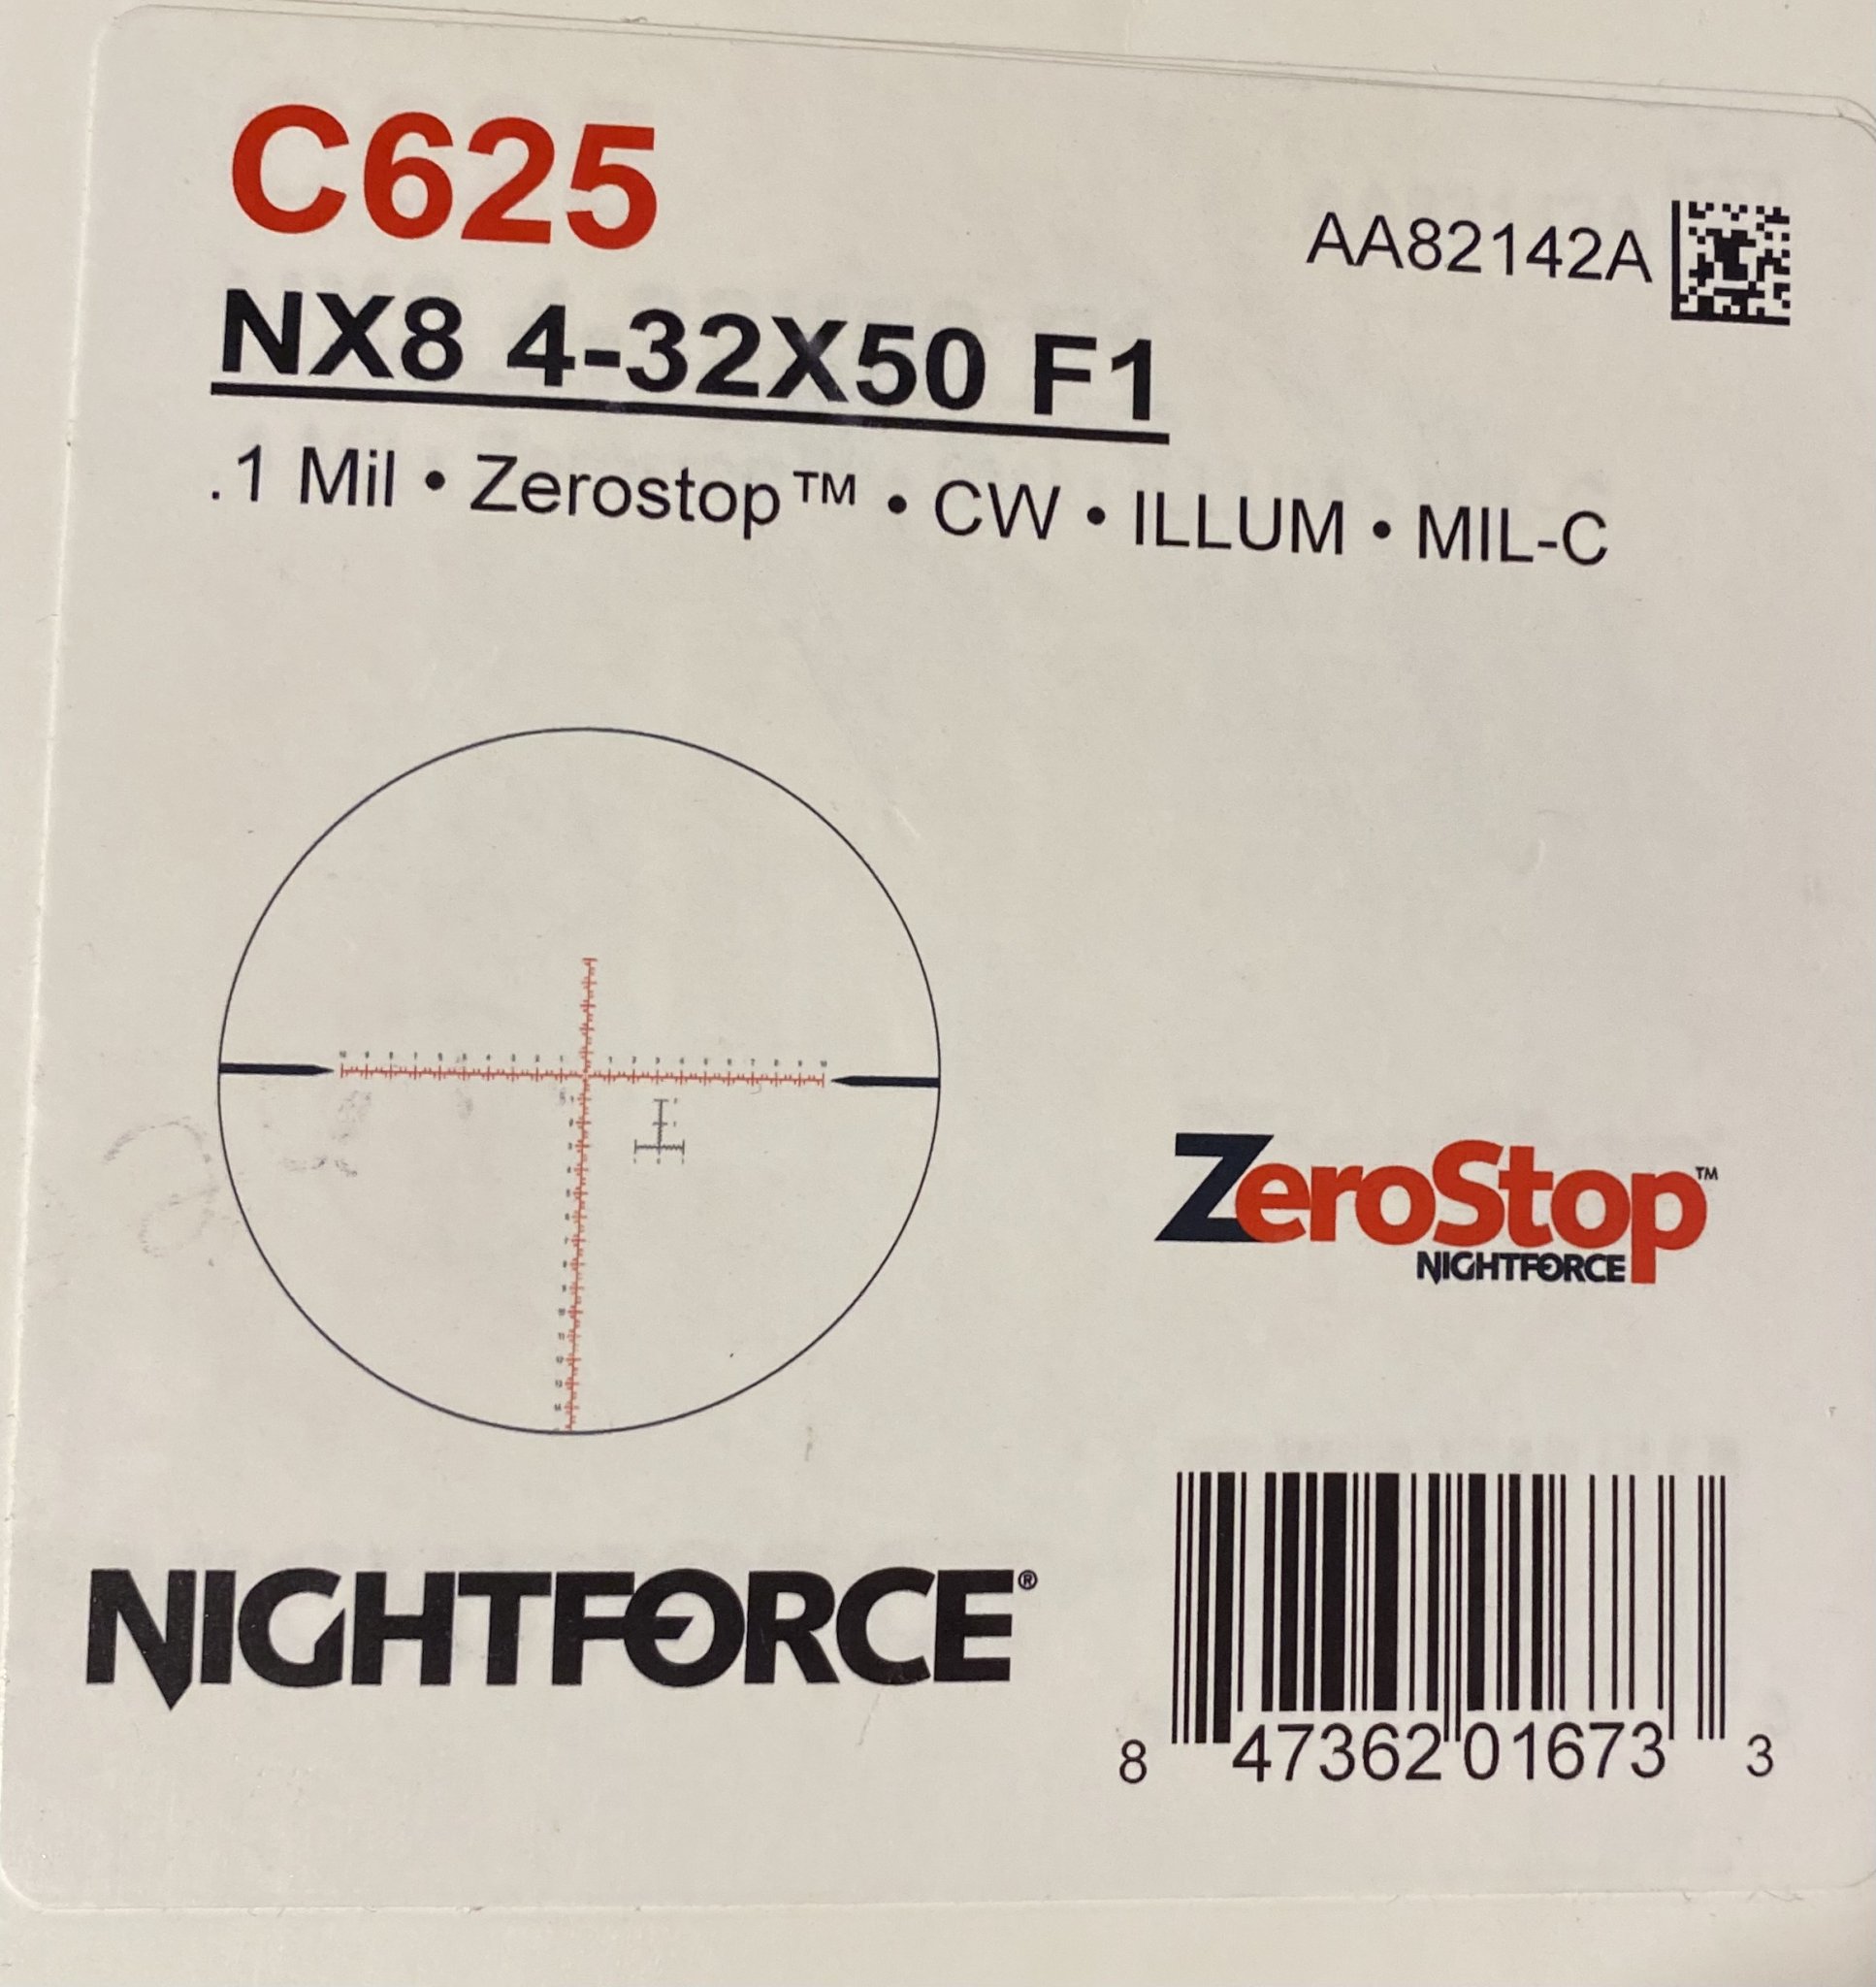 C625
AA82142A
NX8 4-32X50 F1
.1 Mil • Zerostop™ • CW • ILLUM • MIL-C
ZeroStop™
NIGHTFORCE
NIGHTFORCE®
8 47362 01673 3